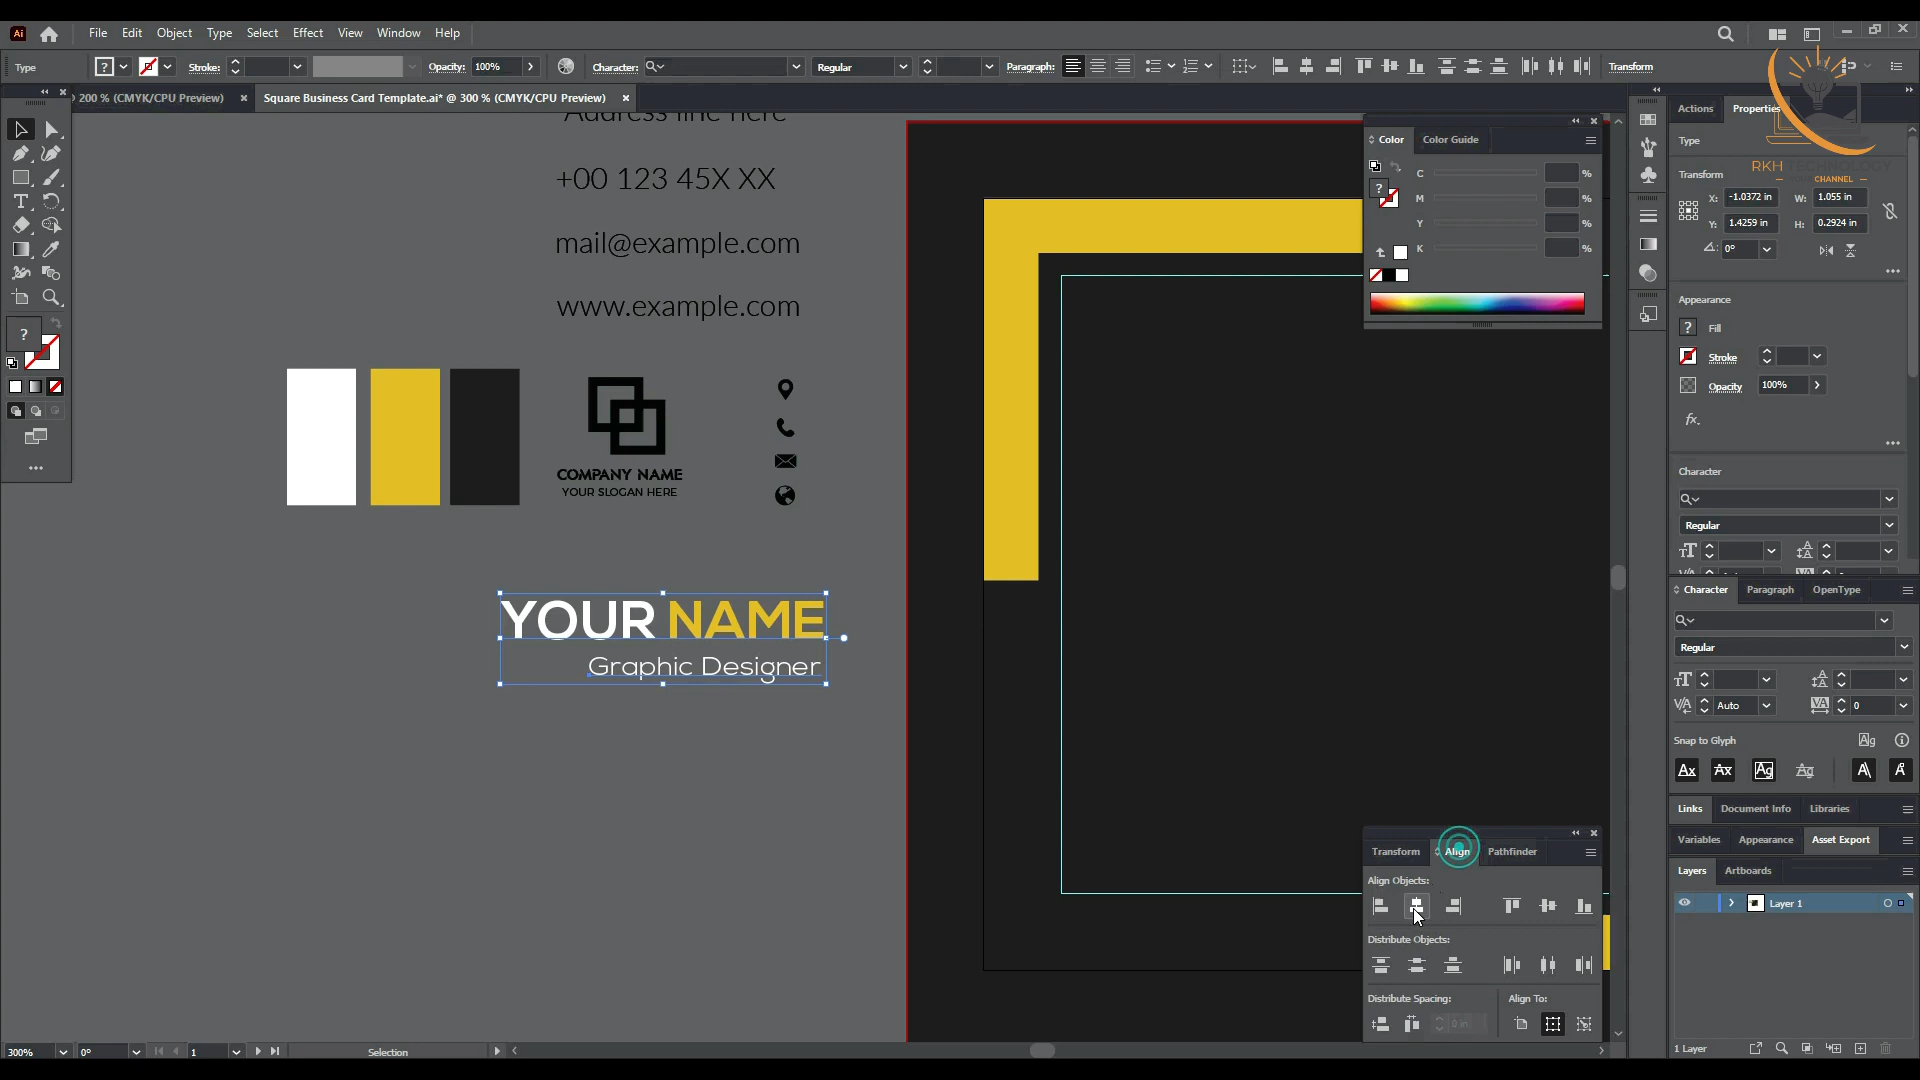 Ai File Edit Object Type Select Effect View Window Help
Type Stroke: Opacity: 100% Character: Regular Paragraph: Transform
200 % (CMYK/CPU Preview) Square Business Card Template.ai* @ 300 % (CMYK/CPU Preview)
Address line here
+00 123 45X XX
mail@example.com
www.example.com
COMPANY NAME
YOUR SLOGAN HERE
YOUR NAME
Graphic Designer
Color Color Guide
C %
M %
Y %
K %
?
Actions Properties
RKH TECHNOLOGY
CHANNEL
Type
Transform
X: -1.0372 in W: 1.055 in
Y: 1.4259 in H: 0.2924 in
0°
Appearance
? Fill
Stroke
Opacity 100%
fx.
Character
Regular
Character Paragraph OpenType
Regular
Auto 0
Snap to Glyph
Links Document Info Libraries
Variables Appearance Asset Export
Layers Artboards
Layer 1
1 Layer
Transform Align Pathfinder
Align Objects:
Distribute Objects:
Distribute Spacing: Align To:
0 in
300% 0° 1 Selection